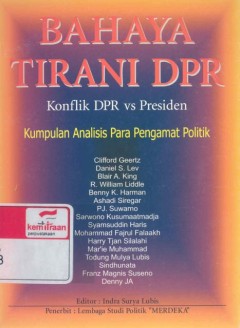 BAHAYA
TIRANI DPR
Konflik DPR vs Presiden
Kumpulan Analisis Para Pengamat Politik
Clifford Geertz
Daniel S. Lev
Blair A. King
R. William Liddle
Benny K. Harman
Ashadi Siregar
P.J. Suwarno
Sarwono Kusumaatmadja
Syamsuddin Haris
Mohammad Fajrul Falaakh
Harry Tjan Silalahi
Mar'ie Muhammad
Todung Mulya Lubis
Sindhunata
Franz Magnis Suseno
Denny JA
kemitraan
Editor : Indra Surya Lubis
Penerbit : Lembaga Studi Politik "MERDEKA"